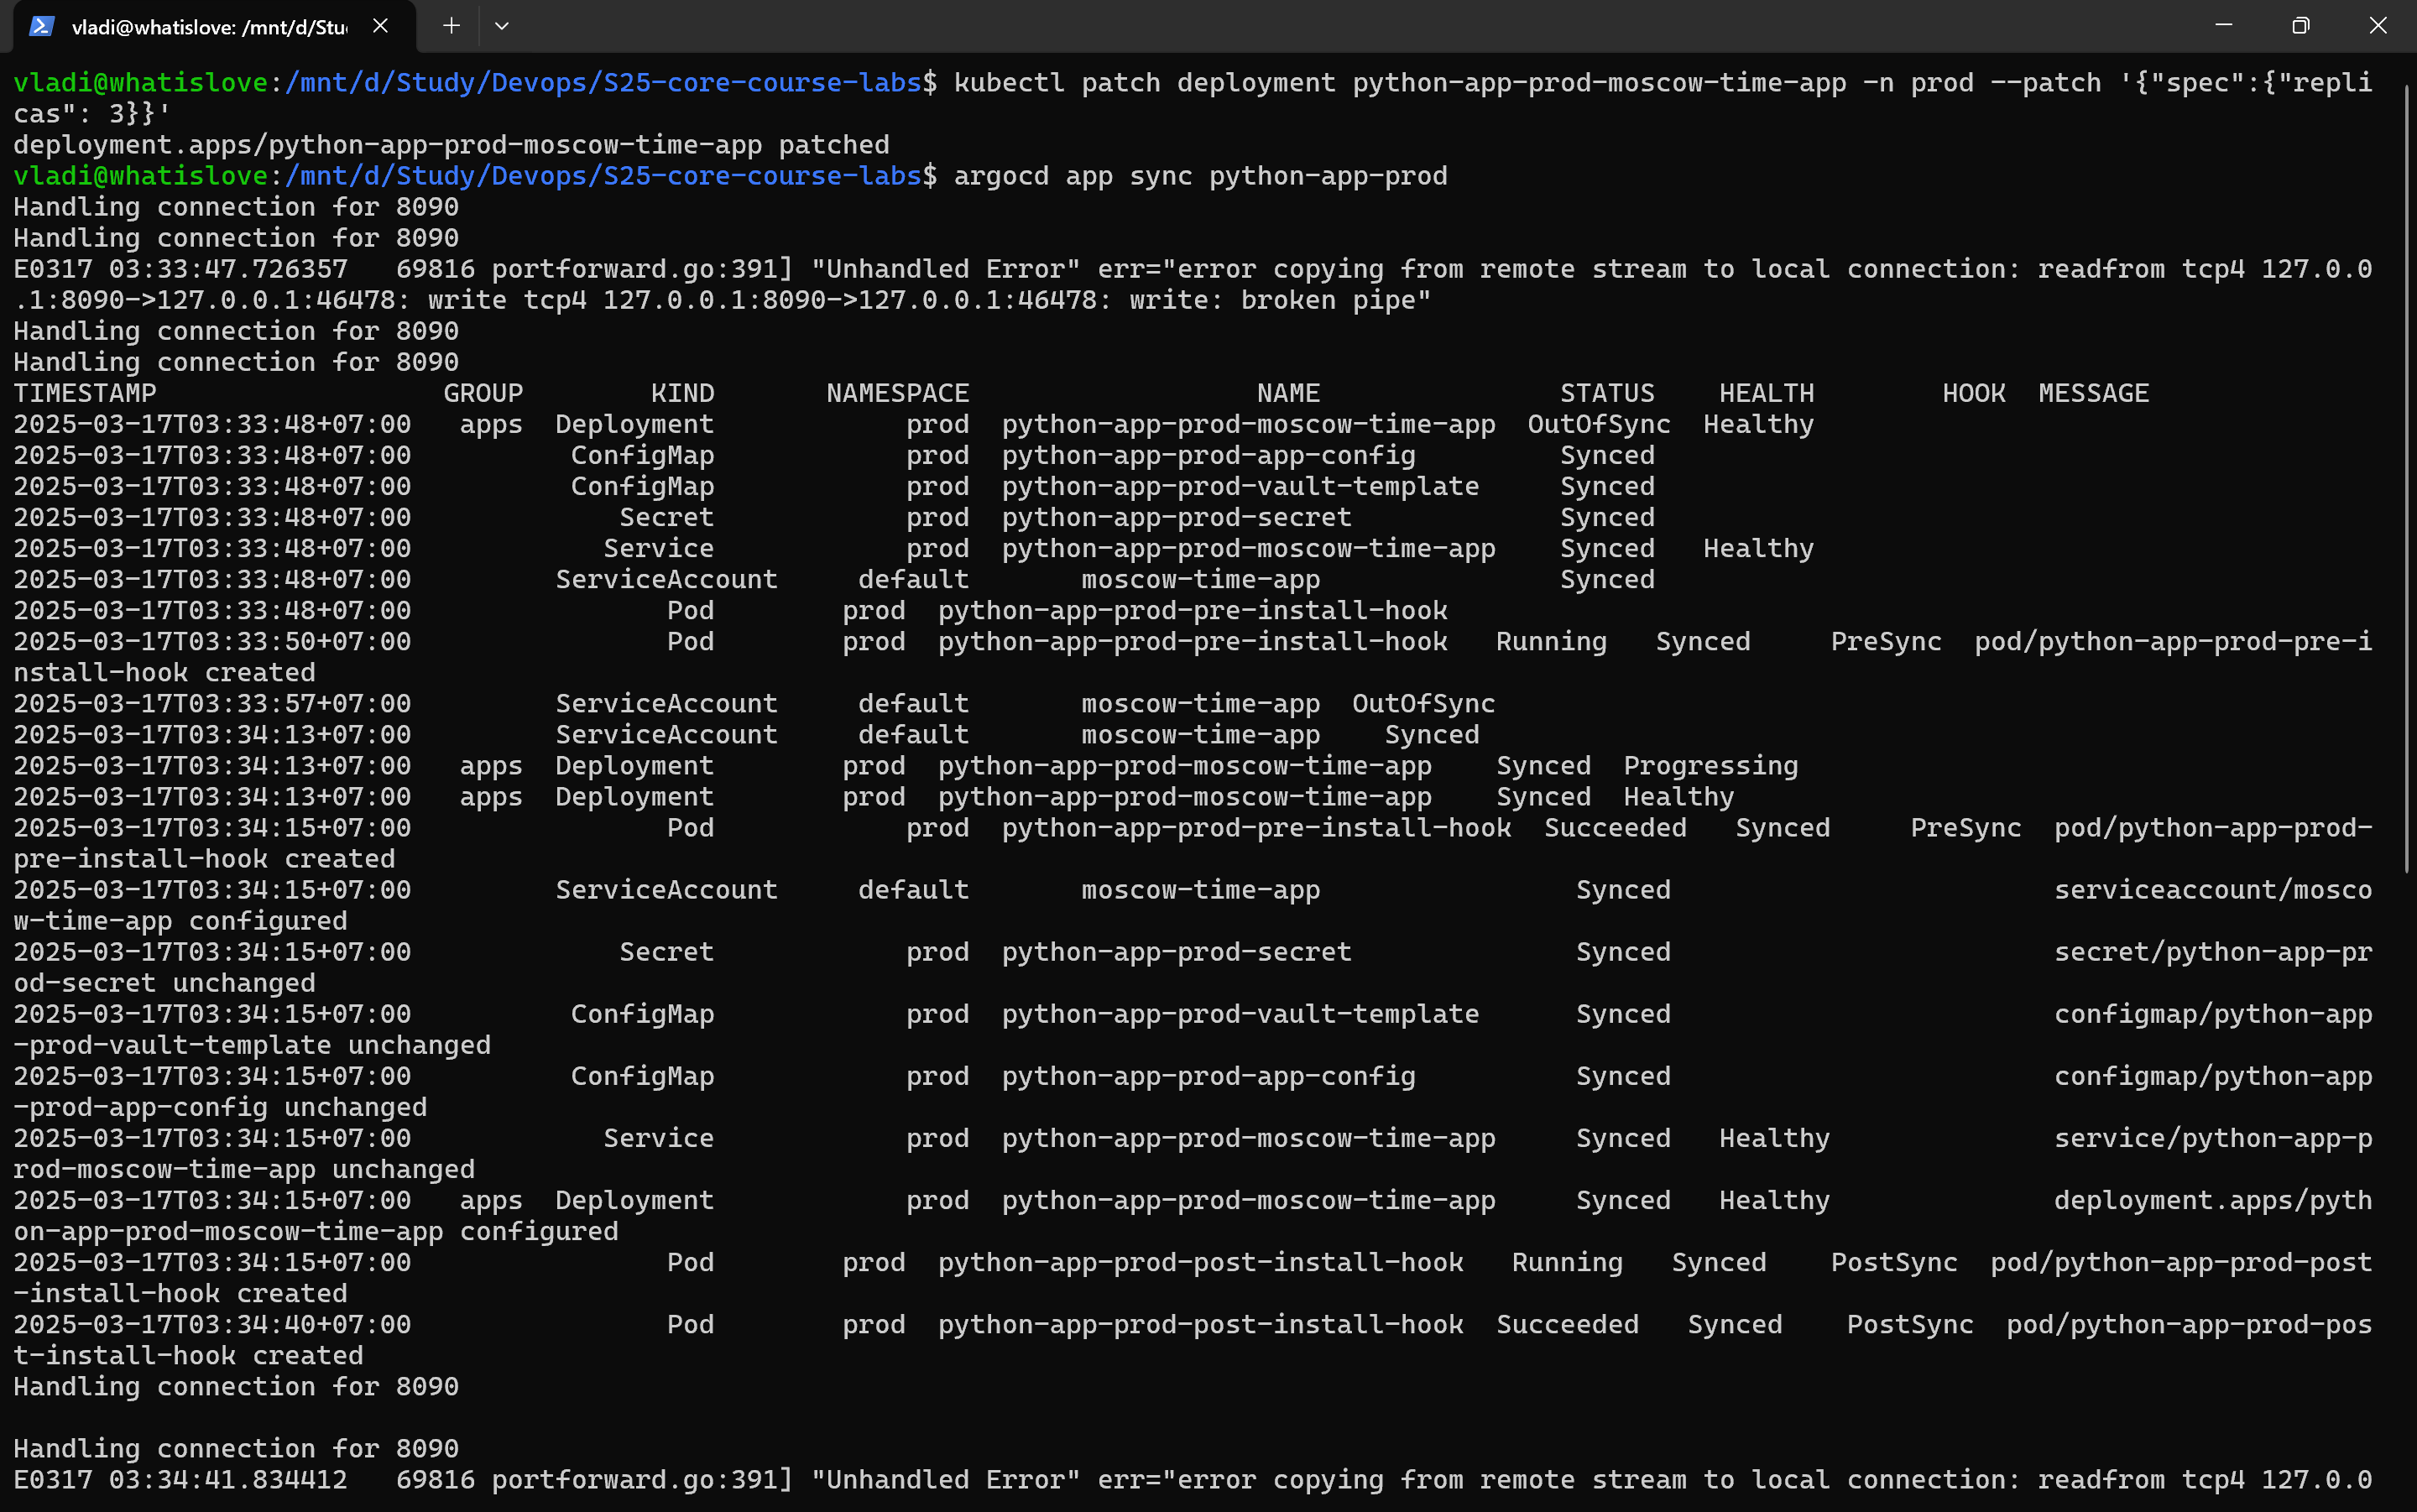 vladi@whatislove: /mnt/d/Stu
vladi@whatislove:/mnt/d/Study/Devops/S25-core-course-labs$ kubectl patch deployment python-app-prod-moscow-time-app -n prod --patch '{"spec":{"repli
cas": 3}}'
deployment.apps/python-app-prod-moscow-time-app patched
vladi@whatislove:/mnt/d/Study/Devops/S25-core-course-labs$ argocd app sync python-app-prod
Handling connection for 8090
Handling connection for 8090
E0317 03:33:47.726357   69816 portforward.go:391] "Unhandled Error" err="error copying from remote stream to local connection: readfrom tcp4 127.0.0
.1:8090->127.0.0.1:46478: write tcp4 127.0.0.1:8090->127.0.0.1:46478: write: broken pipe"
Handling connection for 8090
Handling connection for 8090
TIMESTAMP                  GROUP        KIND       NAMESPACE                  NAME               STATUS    HEALTH        HOOK  MESSAGE
2025-03-17T03:33:48+07:00   apps  Deployment            prod  python-app-prod-moscow-time-app  OutOfSync  Healthy
2025-03-17T03:33:48+07:00          ConfigMap            prod  python-app-prod-app-config         Synced
2025-03-17T03:33:48+07:00          ConfigMap            prod  python-app-prod-vault-template     Synced
2025-03-17T03:33:48+07:00             Secret            prod  python-app-prod-secret             Synced
2025-03-17T03:33:48+07:00            Service            prod  python-app-prod-moscow-time-app    Synced   Healthy
2025-03-17T03:33:48+07:00         ServiceAccount     default       moscow-time-app               Synced
2025-03-17T03:33:48+07:00                Pod        prod  python-app-prod-pre-install-hook
2025-03-17T03:33:50+07:00                Pod        prod  python-app-prod-pre-install-hook   Running   Synced     PreSync  pod/python-app-prod-pre-i
nstall-hook created
2025-03-17T03:33:57+07:00         ServiceAccount     default       moscow-time-app  OutOfSync
2025-03-17T03:34:13+07:00         ServiceAccount     default       moscow-time-app    Synced
2025-03-17T03:34:13+07:00   apps  Deployment        prod  python-app-prod-moscow-time-app    Synced  Progressing
2025-03-17T03:34:13+07:00   apps  Deployment        prod  python-app-prod-moscow-time-app    Synced  Healthy
2025-03-17T03:34:15+07:00                Pod            prod  python-app-prod-pre-install-hook  Succeeded   Synced     PreSync  pod/python-app-prod-
pre-install-hook created
2025-03-17T03:34:15+07:00         ServiceAccount     default       moscow-time-app                Synced                        serviceaccount/mosco
w-time-app configured
2025-03-17T03:34:15+07:00             Secret            prod  python-app-prod-secret              Synced                        secret/python-app-pr
od-secret unchanged
2025-03-17T03:34:15+07:00          ConfigMap            prod  python-app-prod-vault-template      Synced                        configmap/python-app
-prod-vault-template unchanged
2025-03-17T03:34:15+07:00          ConfigMap            prod  python-app-prod-app-config          Synced                        configmap/python-app
-prod-app-config unchanged
2025-03-17T03:34:15+07:00            Service            prod  python-app-prod-moscow-time-app     Synced   Healthy              service/python-app-p
rod-moscow-time-app unchanged
2025-03-17T03:34:15+07:00   apps  Deployment            prod  python-app-prod-moscow-time-app     Synced   Healthy              deployment.apps/pyth
on-app-prod-moscow-time-app configured
2025-03-17T03:34:15+07:00                Pod        prod  python-app-prod-post-install-hook   Running   Synced    PostSync  pod/python-app-prod-post
-install-hook created
2025-03-17T03:34:40+07:00                Pod        prod  python-app-prod-post-install-hook  Succeeded   Synced    PostSync  pod/python-app-prod-pos
t-install-hook created
Handling connection for 8090
Handling connection for 8090
E0317 03:34:41.834412   69816 portforward.go:391] "Unhandled Error" err="error copying from remote stream to local connection: readfrom tcp4 127.0.0